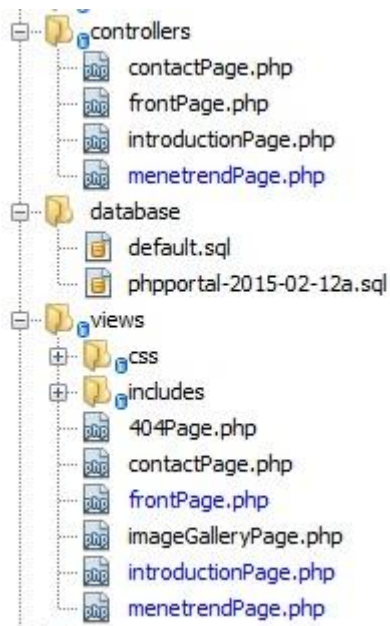 controllers
contactPage.php
frontPage.php
introductionPage.php
menetrendPage.php
database
default.sql
phpportal-2015-02-12a.sql
views
css
includes
404Page.php
contactPage.php
frontPage.php
imageGalleryPage.php
introductionPage.php
menetrendPage.php